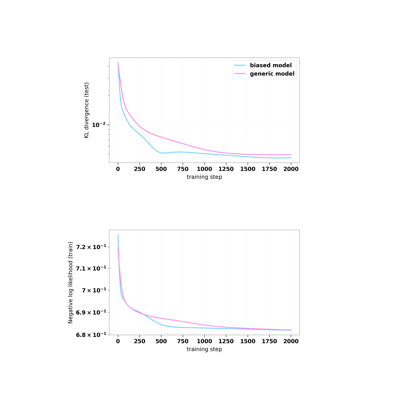 KL divergence (test)
biased model
generic model
10⁻²
0 250 500 750 1000 1250 1500 1750 2000
training step
Negative log likelihood (train)
7.2 × 10⁻¹
7.1 × 10⁻¹
7 × 10⁻¹
6.9 × 10⁻¹
6.8 × 10⁻¹
0 250 500 750 1000 1250 1500 1750 2000
training step